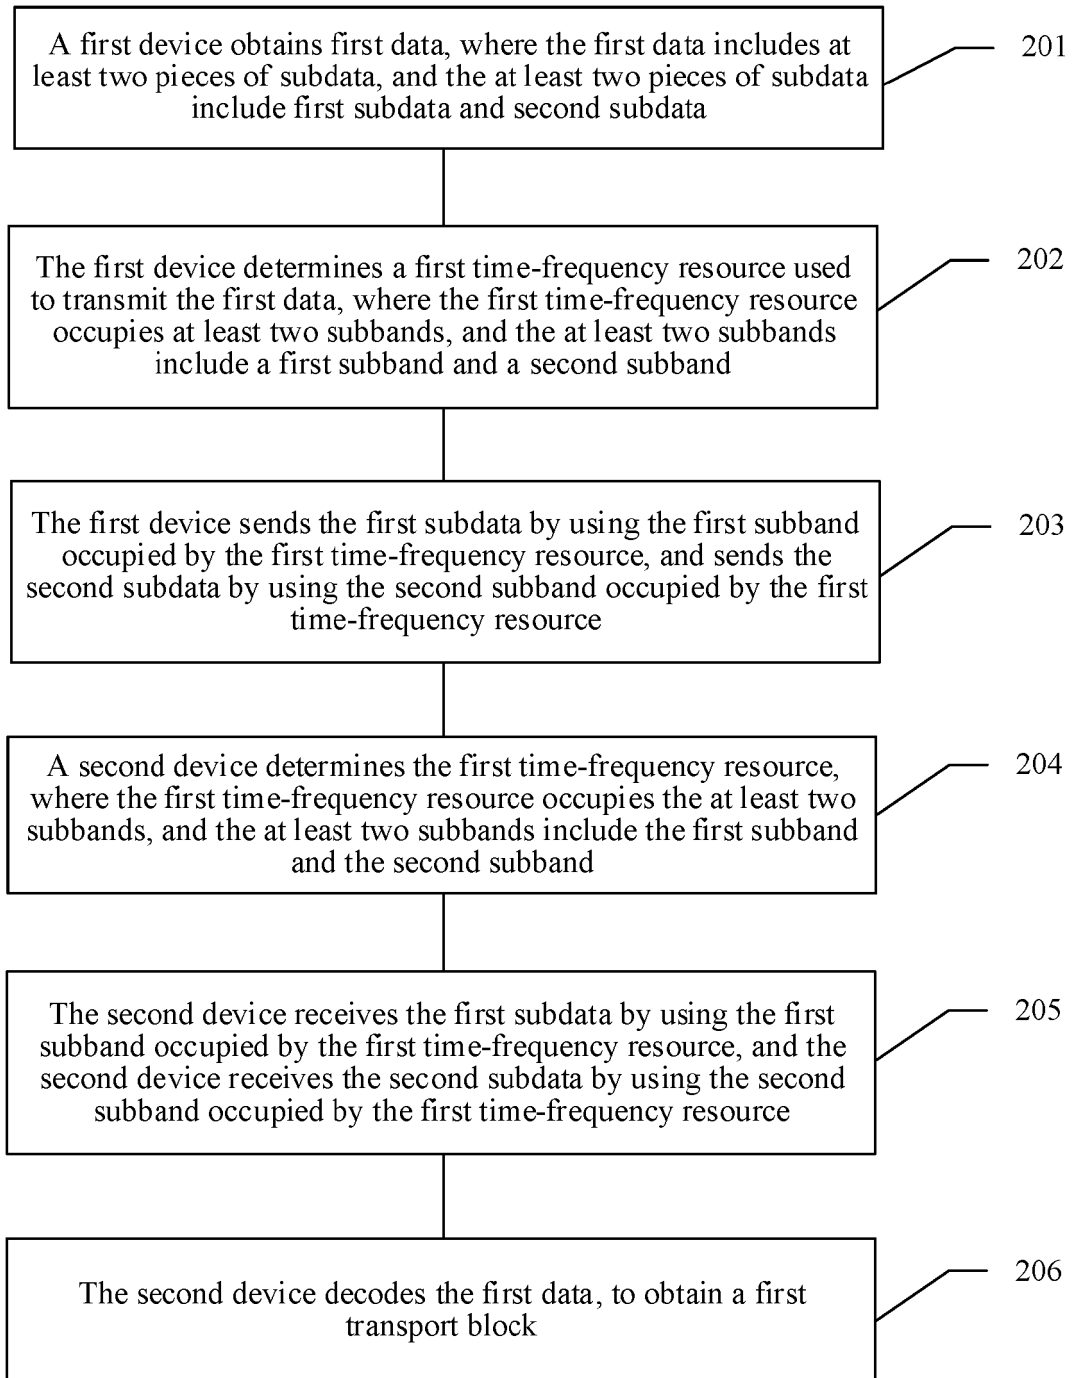 A first device obtains first data, where the first data includes at
least two pieces of subdata, and the at least two pieces of subdata
include first subdata and second subdata
201
The first device determines a first time-frequency resource used
to transmit the first data, where the first time-frequency resource
occupies at least two subbands, and the at least two subbands
include a first subband and a second subband
202
The first device sends the first subdata by using the first subband
occupied by the first time-frequency resource, and sends the
second subdata by using the second subband occupied by the first
time-frequency resource
203
A second device determines the first time-frequency resource,
where the first time-frequency resource occupies the at least two
subbands, and the at least two subbands include the first subband
and the second subband
204
The second device receives the first subdata by using the first
subband occupied by the first time-frequency resource, and the
second device receives the second subdata by using the second
subband occupied by the first time-frequency resource
205
The second device decodes the first data, to obtain a first
transport block
206